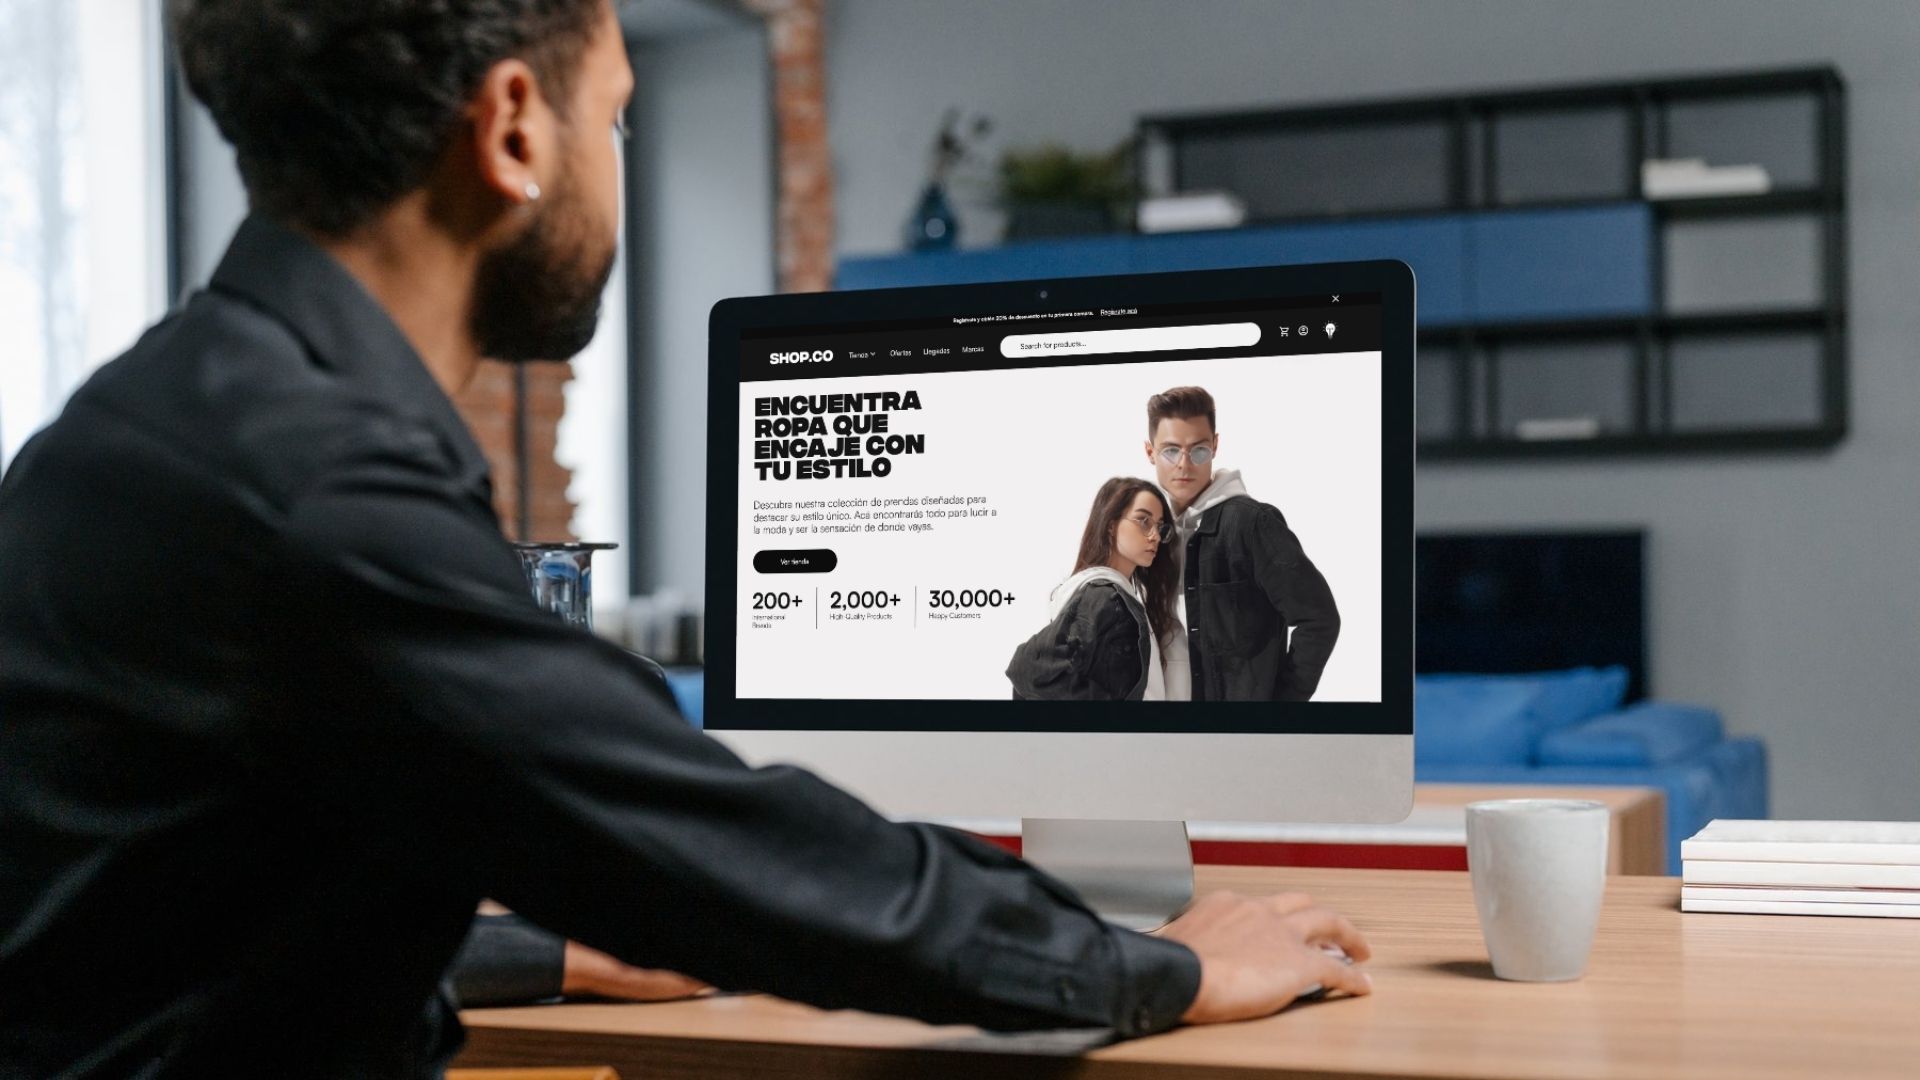 Regístrate y obtén 20% de descuento en tu primera compra. Regístrate acá
SHOP.CO Tienda Ofertas Llegadas Marcas Search for products...
ENCUENTRA
ROPA QUE
ENCAJE CON
TU ESTILO
Descubra nuestra colección de prendas diseñadas para
destacar su estilo único. Acá encontrarás todo para lucir a
la moda y ser la sensación de donde vayas.
Ver tienda
200+ 2,000+ 30,000+
International High-Quality Products Happy Customers
Brands